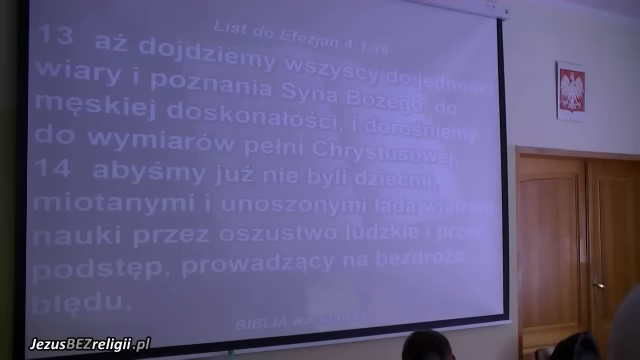 List do Efezjan 4,1-16
13 aż dojdziemy wszyscy do jedności
wiary i poznania Syna Bożego, do
męskiej doskonałości, i dorośniemy
do wymiarów pełni Chrystusowej,
14 abyśmy już nie byli dziećmi,
miotanymi i unoszonymi lada wiatrem
nauki przez oszustwo ludzkie i przez
podstęp, prowadzący na bezdroża
błędu,
BIBLIA
JezusBEZreligii.pl